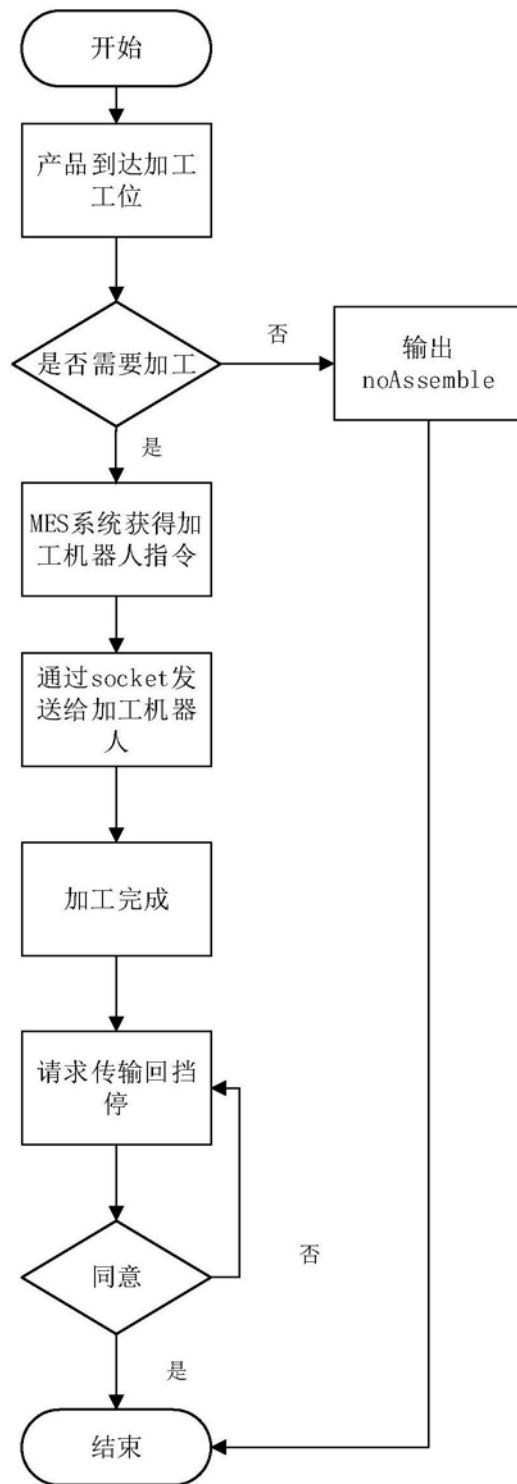 开始
产品到达加工
工位
是否需要加工
否
输出
noAssemble
是
MES系统获得加
工机器人指令
通过socket发
送给加工机器
人
加工完成
请求传输回挡
停
同意
否
是
结束